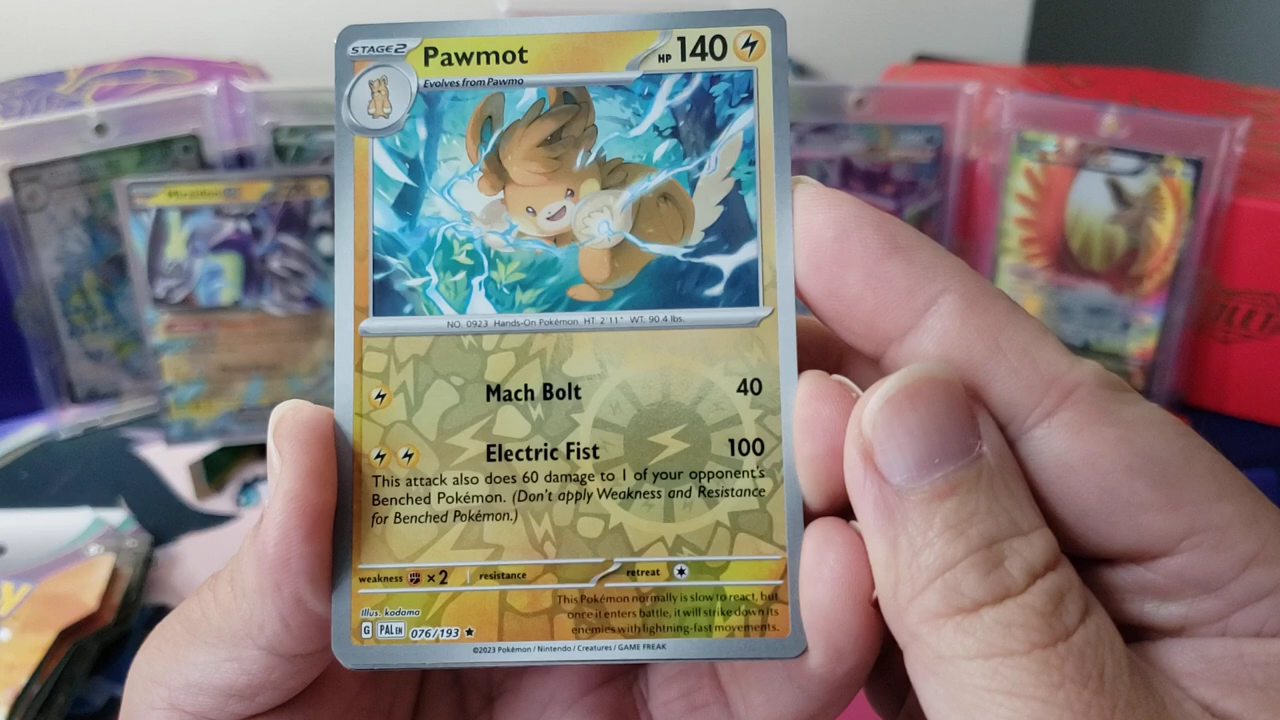 STAGE 2 Pawmot HP 140
Evolves from Pawmo
NO. 0923 Hands-On Pokémon HT: 2'11" WT: 90.4 lbs.
Mach Bolt 40
Electric Fist 100
This attack also does 60 damage to 1 of your opponent's
Benched Pokémon. (Don't apply Weakness and Resistance
for Benched Pokémon.)
weakness ×2 resistance retreat
This Pokémon normally is slow to react, but
once it enters battle, it will strike down its
enemies with lightning-fast movements.
Illus. kodama
G PAL EN 076/193 ★
©2023 Pokémon / Nintendo / Creatures / GAME FREAK